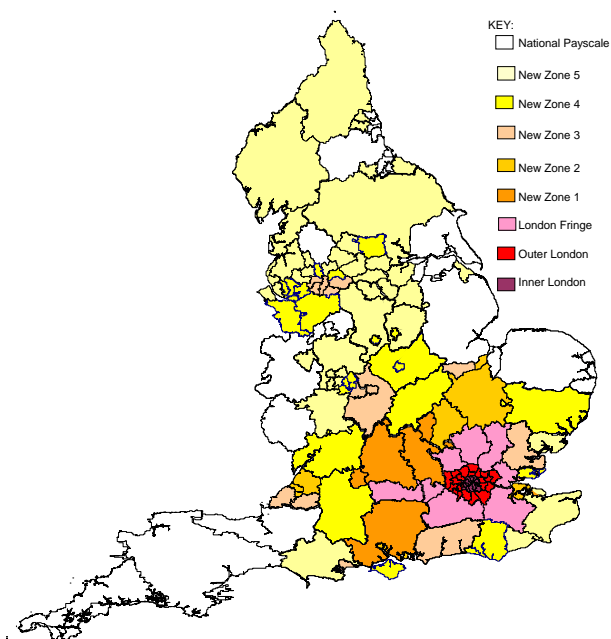 KEY:
National Payscale
New Zone 5
New Zone 4
New Zone 3
New Zone 2
New Zone 1
London Fringe
Outer London
Inner London